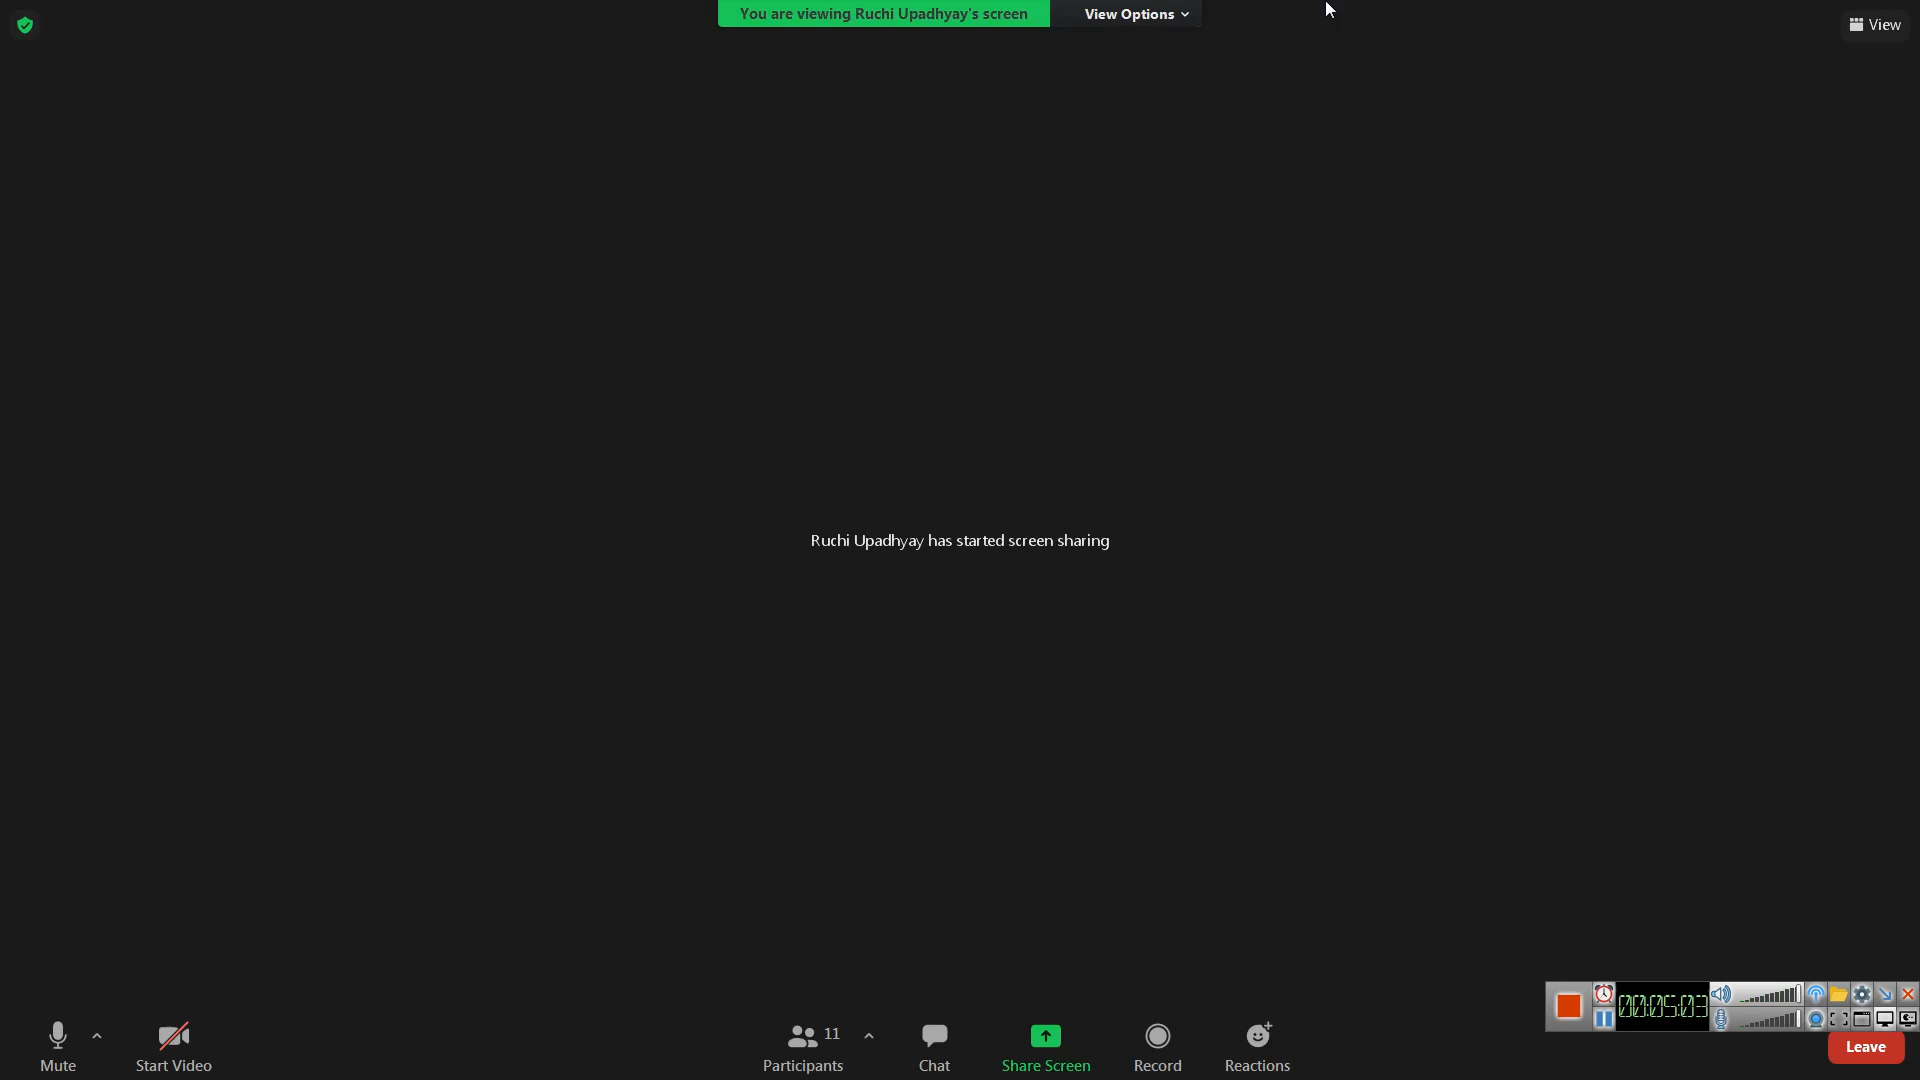 You are viewing Ruchi Upadhyay's screen
View Options
View
Ruchi Upadhyay has started screen sharing
00:05:03
Mute
Start Video
11
Participants
Chat
Share Screen
Record
Reactions
Leave